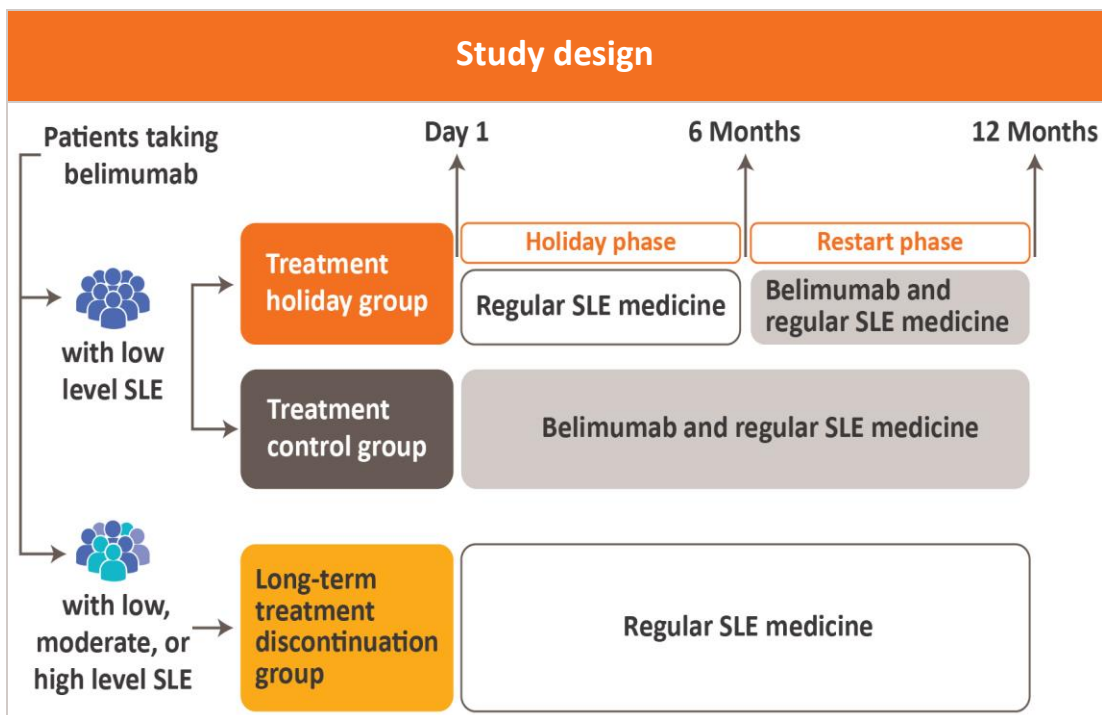 Study design
Patients taking
belimumab
Day 1
6 Months
12 Months
Holiday phase
Restart phase
with low
level SLE
Treatment
holiday group
Regular SLE medicine
Belimumab and
regular SLE medicine
Treatment
control group
Belimumab and regular SLE medicine
with low,
moderate, or
high level SLE
Long-term
treatment
discontinuation
group
Regular SLE medicine